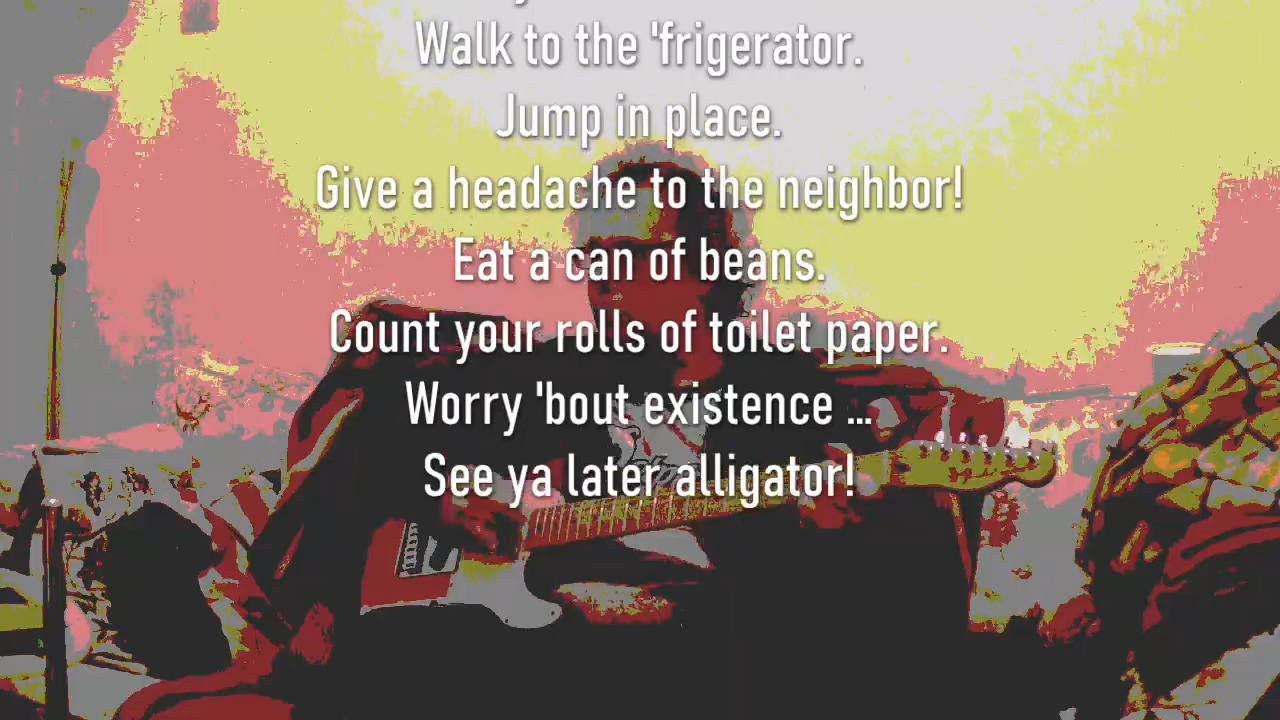 Walk to the 'frigerator.
Jump in place.
Give a headache to the neighbor!
Eat a can of beans.
Count your rolls of toilet paper.
Worry 'bout existence ...
See ya later alligator!